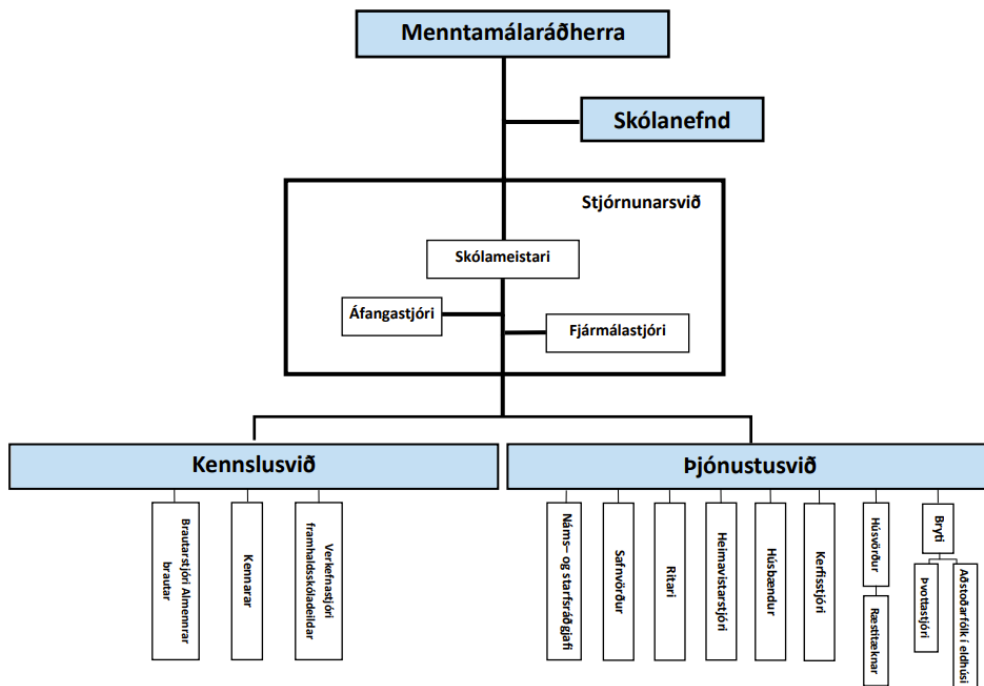 Menntamálaráðherra
Skólanefnd
Stjórnunarsvið
Skólameistari
Áfangastjóri
Fjármálastjóri
Kennslusvið
Þjónustusvið
Brautarstjóri Almennrar
brautar
Kennarar
Verkefnastjóri
framhaldsskóladeildar
Náms– og starfsráðgjafi
Safnvörður
Ritari
Heimavistarstjóri
Húsbændur
Kerfisstjóri
Húsvörður
Ræstitæknar
Bryti
Þvottastjóri
Aðstoðarfólk í eldhúsi